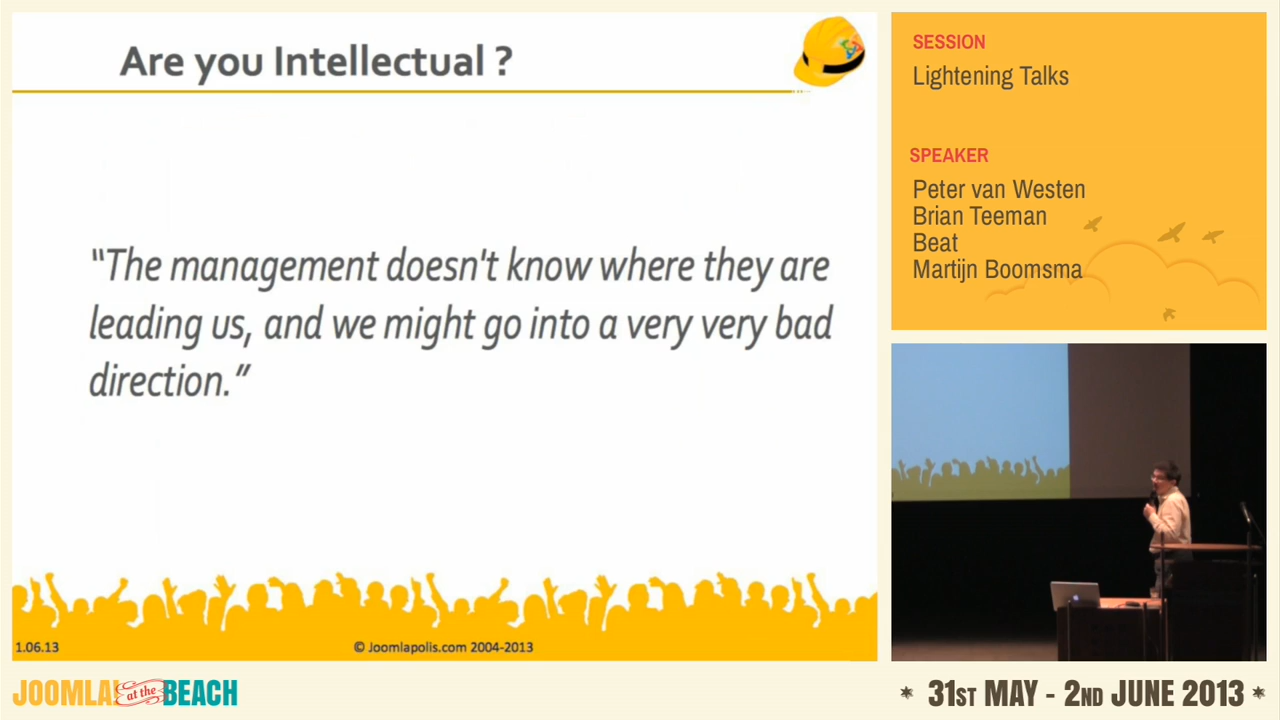 Are you Intellectual ?
“The management doesn't know where they are
leading us, and we might go into a very very bad
direction.”
1.06.13
© Joomlapolis.com 2004-2013
SESSION
Lightening Talks
SPEAKER
Peter van Westen
Brian Teeman
Beat
Martijn Boomsma
JOOMLA! at the BEACH
* 31ST MAY - 2ND JUNE 2013 *